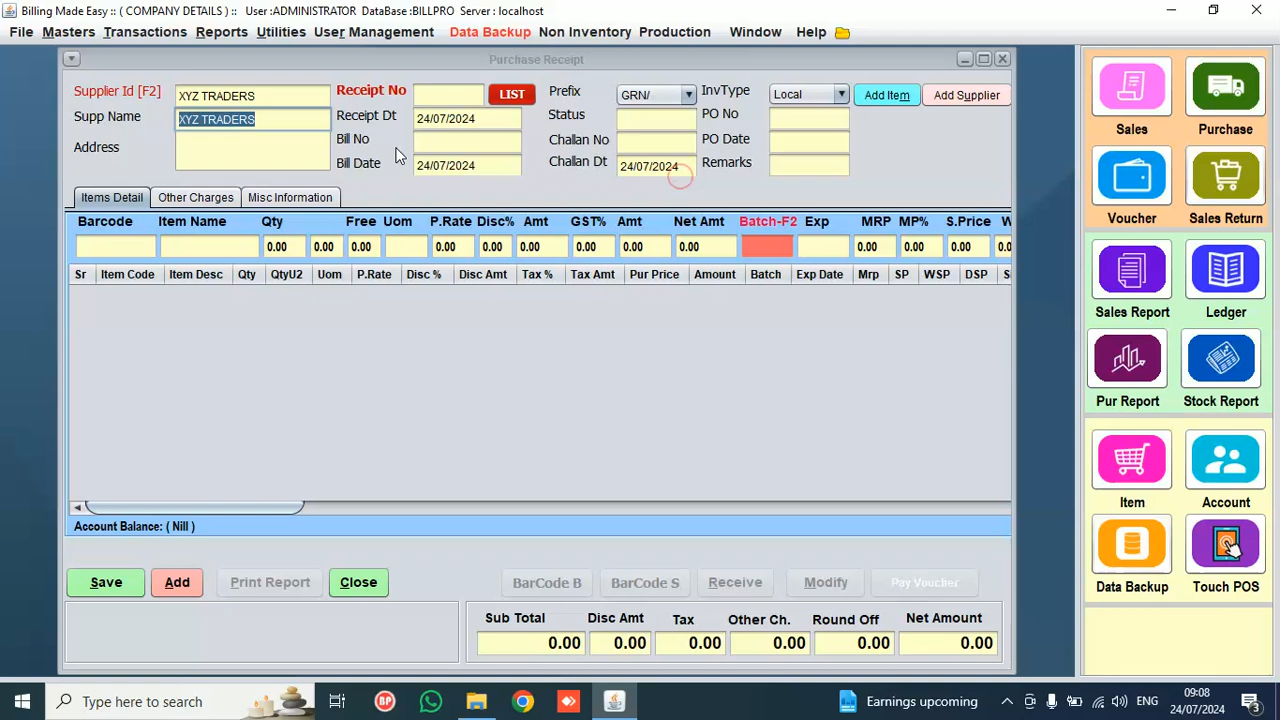 Billing Made Easy :: ( COMPANY DETAILS ) :: User :ADMINISTRATOR DataBase :BILLPRO Server : localhost
File Masters Transactions Reports Utilities User Management Data Backup Non Inventory Production Window Help
Purchase Receipt
Supplier Id [F2] XYZ TRADERS Receipt No LIST Prefix GRN/ InvType Local Add Item Add Supplier
Supp Name XYZ TRADERS Receipt Dt 24/07/2024 Status PO No
Address Bill No Challan No PO Date
Bill Date 24/07/2024 Challan Dt 24/07/2024 Remarks
Items Detail Other Charges Misc Information
Barcode Item Name Qty Free Uom P.Rate Disc% Amt GST% Amt Net Amt Batch-F2 Exp MRP MP% S.Price W
0.00 0.00 0.00 0.00 0.00 0.00 0.00 0.00 0.00 0.00 0.00 0.00 0.0
Sr Item Code Item Desc Qty QtyU2 Uom P.Rate Disc% Disc Amt Tax % Tax Amt Pur Price Amount Batch Exp Date Mrp SP WSP DSP S
Account Balance: ( Nill )
Save Add Print Report Close BarCode B BarCode S Receive Modify Pay Voucher
Sub Total Disc Amt Tax Other Ch. Round Off Net Amount
0.00 0.00 0.00 0.00 0.00 0.00
Sales Purchase
Voucher Sales Return
Sales Report Ledger
Pur Report Stock Report
Item Account
Data Backup Touch POS
Type here to search BP Earnings upcoming ENG 09:08
24/07/2024 3